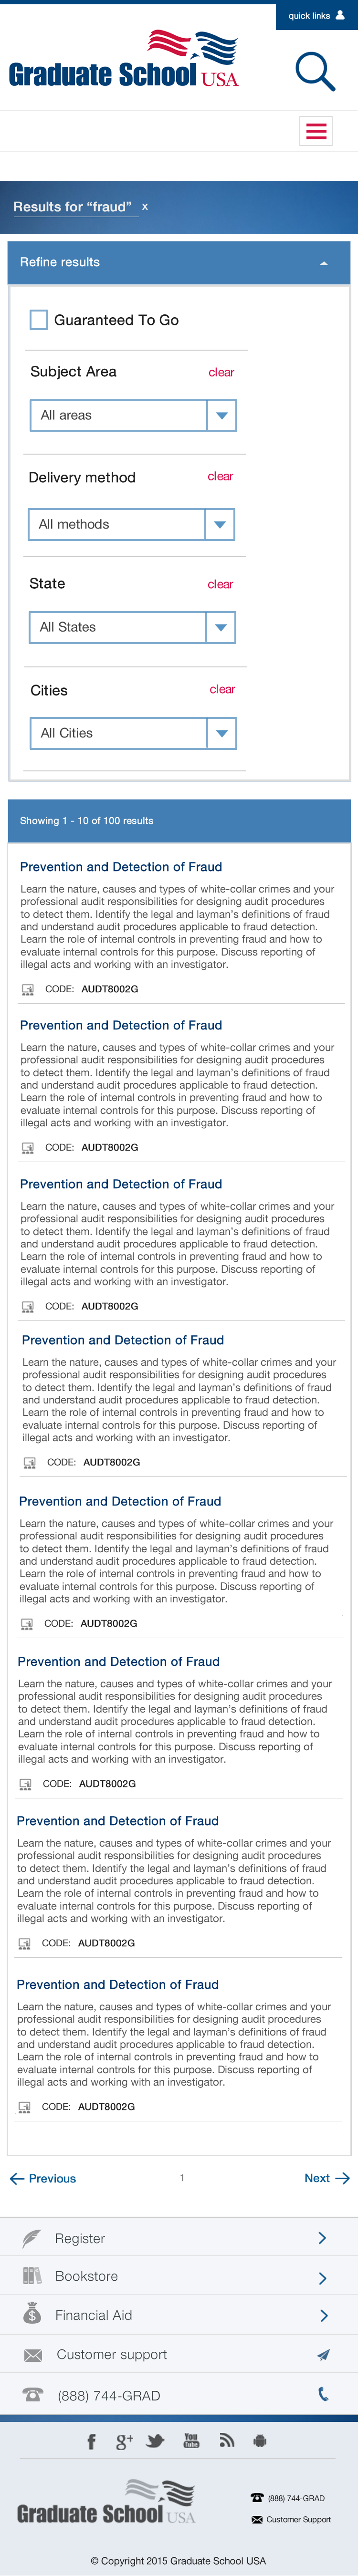 quick links
Graduate School USA
Results for “fraud” x
Refine results
Guaranteed To Go
Subject Area clear
All areas
Delivery method clear
All methods
State clear
All States
Cities clear
All Cities
Showing 1 - 10 of 100 results
Prevention and Detection of Fraud
Learn the nature, causes and types of white-collar crimes and your
professional audit responsibilities for designing audit procedures
to detect them. Identify the legal and layman’s definitions of fraud
and understand audit procedures applicable to fraud detection.
Learn the role of internal controls in preventing fraud and how to
evaluate internal controls for this purpose. Discuss reporting of
illegal acts and working with an investigator.
CODE: AUDT8002G
Prevention and Detection of Fraud
Learn the nature, causes and types of white-collar crimes and your
professional audit responsibilities for designing audit procedures
to detect them. Identify the legal and layman’s definitions of fraud
and understand audit procedures applicable to fraud detection.
Learn the role of internal controls in preventing fraud and how to
evaluate internal controls for this purpose. Discuss reporting of
illegal acts and working with an investigator.
CODE: AUDT8002G
Prevention and Detection of Fraud
Learn the nature, causes and types of white-collar crimes and your
professional audit responsibilities for designing audit procedures
to detect them. Identify the legal and layman’s definitions of fraud
and understand audit procedures applicable to fraud detection.
Learn the role of internal controls in preventing fraud and how to
evaluate internal controls for this purpose. Discuss reporting of
illegal acts and working with an investigator.
CODE: AUDT8002G
Prevention and Detection of Fraud
Learn the nature, causes and types of white-collar crimes and your
professional audit responsibilities for designing audit procedures
to detect them. Identify the legal and layman’s definitions of fraud
and understand audit procedures applicable to fraud detection.
Learn the role of internal controls in preventing fraud and how to
evaluate internal controls for this purpose. Discuss reporting of
illegal acts and working with an investigator.
CODE: AUDT8002G
Prevention and Detection of Fraud
Learn the nature, causes and types of white-collar crimes and your
professional audit responsibilities for designing audit procedures
to detect them. Identify the legal and layman’s definitions of fraud
and understand audit procedures applicable to fraud detection.
Learn the role of internal controls in preventing fraud and how to
evaluate internal controls for this purpose. Discuss reporting of
illegal acts and working with an investigator.
CODE: AUDT8002G
Prevention and Detection of Fraud
Learn the nature, causes and types of white-collar crimes and your
professional audit responsibilities for designing audit procedures
to detect them. Identify the legal and layman’s definitions of fraud
and understand audit procedures applicable to fraud detection.
Learn the role of internal controls in preventing fraud and how to
evaluate internal controls for this purpose. Discuss reporting of
illegal acts and working with an investigator.
CODE: AUDT8002G
Prevention and Detection of Fraud
Learn the nature, causes and types of white-collar crimes and your
professional audit responsibilities for designing audit procedures
to detect them. Identify the legal and layman’s definitions of fraud
and understand audit procedures applicable to fraud detection.
Learn the role of internal controls in preventing fraud and how to
evaluate internal controls for this purpose. Discuss reporting of
illegal acts and working with an investigator.
CODE: AUDT8002G
Prevention and Detection of Fraud
Learn the nature, causes and types of white-collar crimes and your
professional audit responsibilities for designing audit procedures
to detect them. Identify the legal and layman’s definitions of fraud
and understand audit procedures applicable to fraud detection.
Learn the role of internal controls in preventing fraud and how to
evaluate internal controls for this purpose. Discuss reporting of
illegal acts and working with an investigator.
CODE: AUDT8002G
Previous 1 Next
Register
Bookstore
Financial Aid
Customer support
(888) 744-GRAD
f g+ You Tube
Graduate School USA
(888) 744-GRAD
Customer Support
© Copyright 2015 Graduate School USA